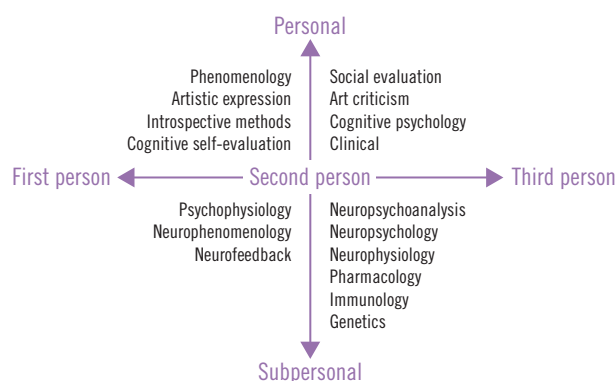 Personal
Phenomenology
Artistic expression
Introspective methods
Cognitive self-evaluation
Social evaluation
Art criticism
Cognitive psychology
Clinical
First person
Second person
Third person
Psychophysiology
Neurophenomenology
Neurofeedback
Neuropsychoanalysis
Neuropsychology
Neurophysiology
Pharmacology
Immunology
Genetics
Subpersonal